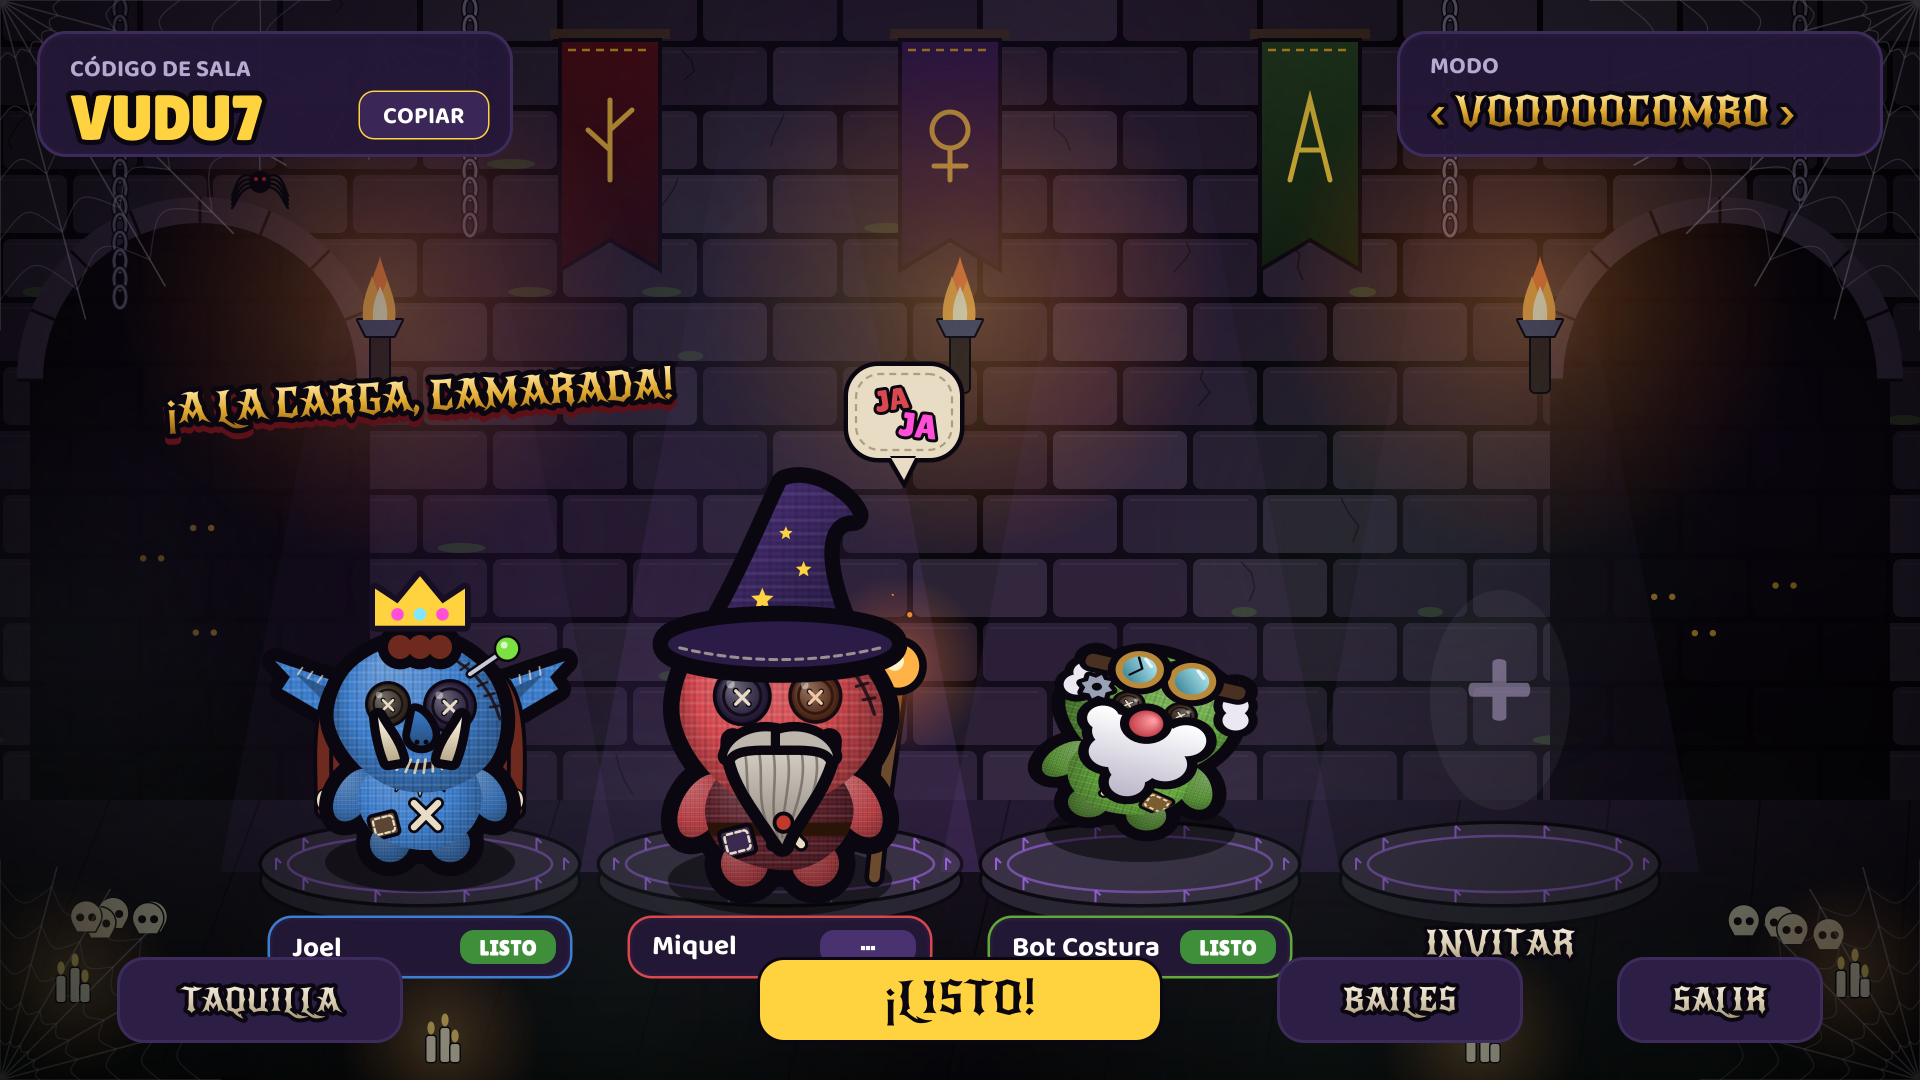 CÓDIGO DE SALA
VUDU7
COPIAR
MODO
‹ VOODOOCOMBO ›
¡A LA CARGA, CAMARADA!
JA
JA
Joel
LISTO
Miquel
...
Bot Costura
LISTO
INVITAR
TAQUILLA
¡LISTO!
BAILES
SALIR